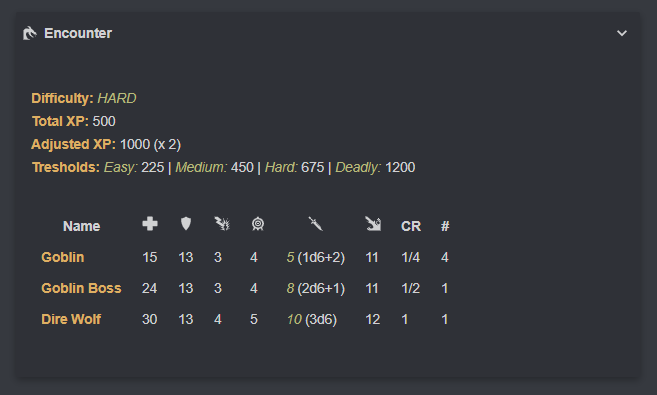 Encounter
Difficulty: HARD
Total XP: 500
Adjusted XP: 1000 (x 2)
Tresholds: Easy: 225 | Medium: 450 | Hard: 675 | Deadly: 1200
Name CR #
Goblin 15 13 3 4 5 (1d6+2) 11 1/4 4
Goblin Boss 24 13 3 4 8 (2d6+1) 11 1/2 1
Dire Wolf 30 13 4 5 10 (3d6) 12 1 1